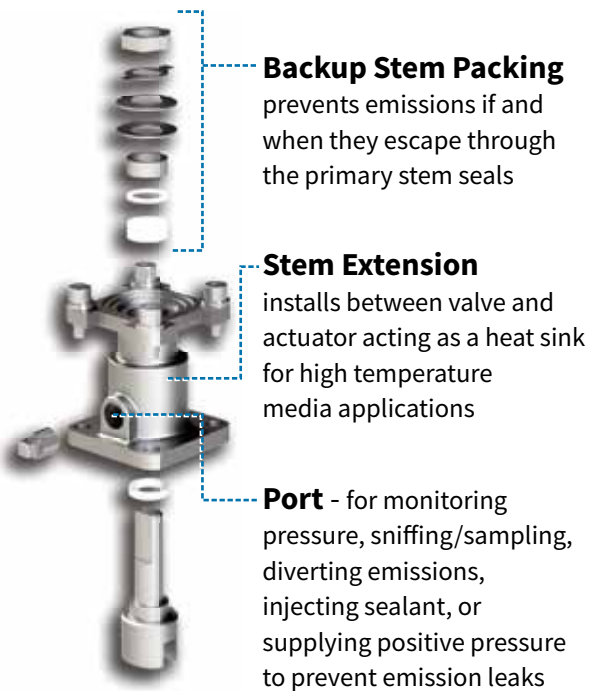 Backup Stem Packing
prevents emissions if and
when they escape through
the primary stem seals
Stem Extension
installs between valve and
actuator acting as a heat sink
for high temperature
media applications
Port - for monitoring
pressure, sniffing/sampling,
diverting emissions,
injecting sealant, or
supplying positive pressure
to prevent emission leaks